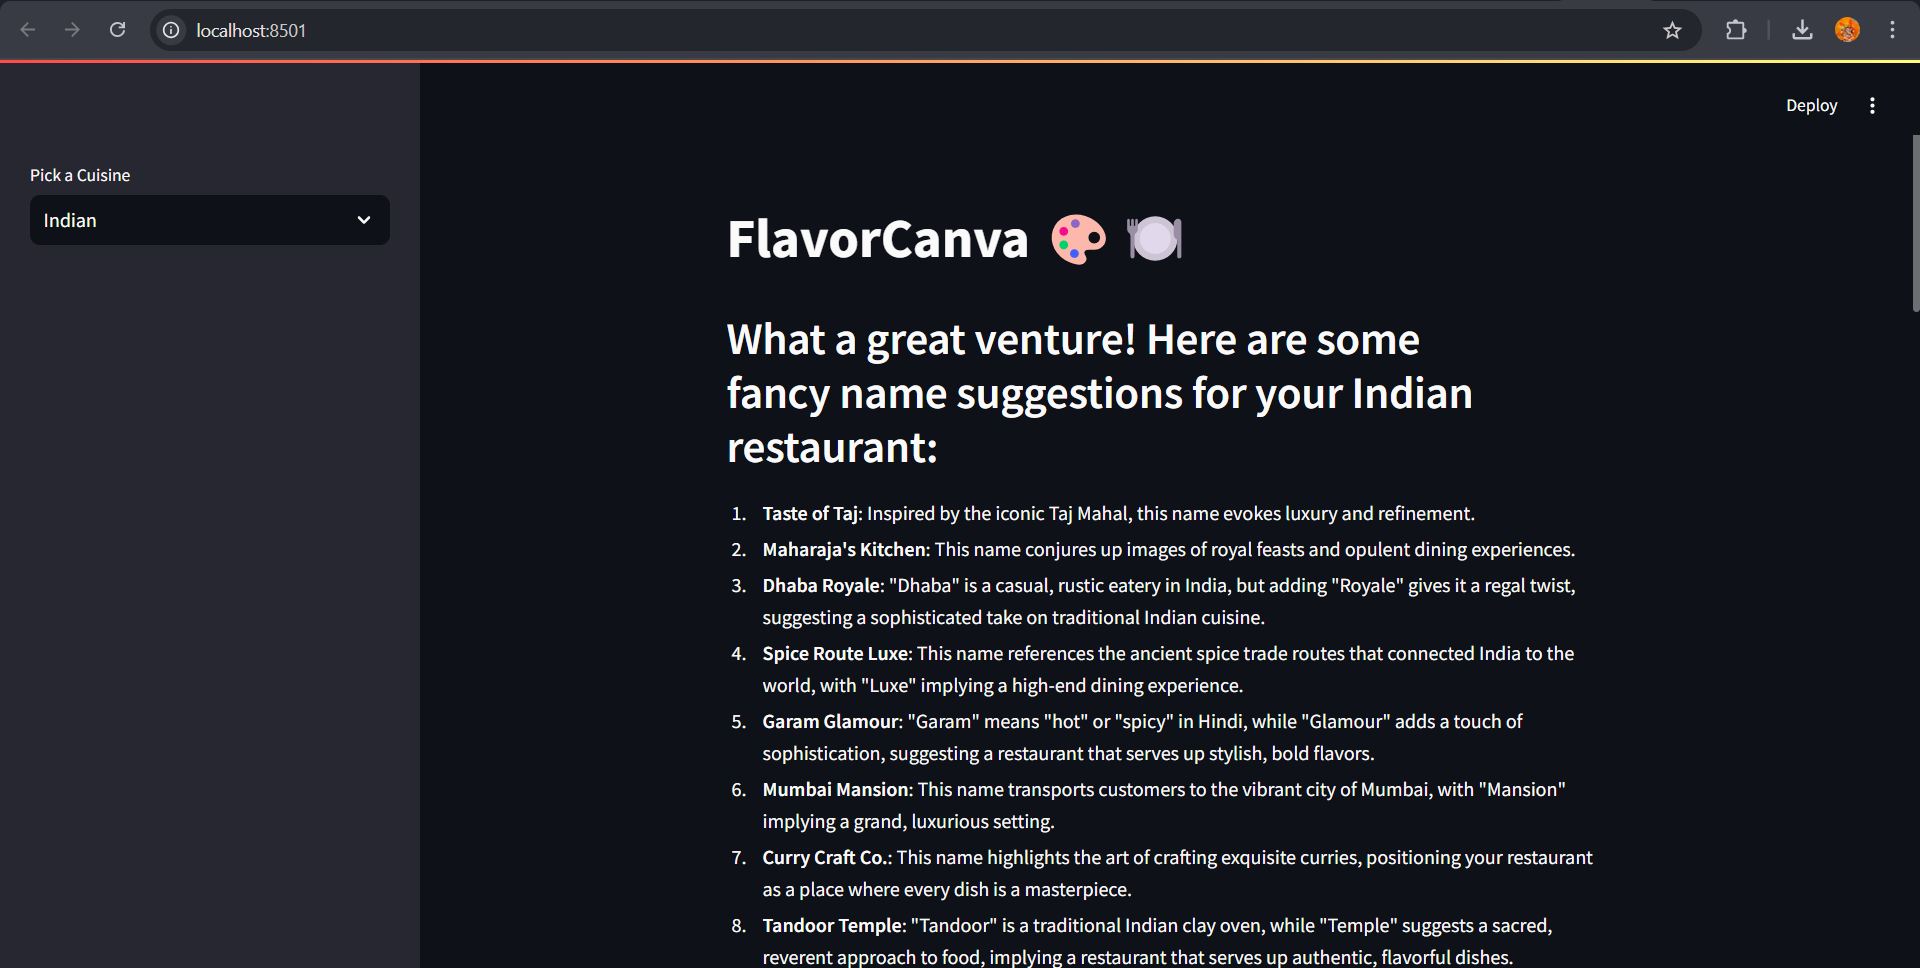 localhost:8501
Deploy
Pick a Cuisine
Indian
FlavorCanva 🎨 🍽️
What a great venture! Here are some
fancy name suggestions for your Indian
restaurant:
1. Taste of Taj: Inspired by the iconic Taj Mahal, this name evokes luxury and refinement.
2. Maharaja's Kitchen: This name conjures up images of royal feasts and opulent dining experiences.
3. Dhaba Royale: "Dhaba" is a casual, rustic eatery in India, but adding "Royale" gives it a regal twist,
suggesting a sophisticated take on traditional Indian cuisine.
4. Spice Route Luxe: This name references the ancient spice trade routes that connected India to the
world, with "Luxe" implying a high-end dining experience.
5. Garam Glamour: "Garam" means "hot" or "spicy" in Hindi, while "Glamour" adds a touch of
sophistication, suggesting a restaurant that serves up stylish, bold flavors.
6. Mumbai Mansion: This name transports customers to the vibrant city of Mumbai, with "Mansion"
implying a grand, luxurious setting.
7. Curry Craft Co.: This name highlights the art of crafting exquisite curries, positioning your restaurant
as a place where every dish is a masterpiece.
8. Tandoor Temple: "Tandoor" is a traditional Indian clay oven, while "Temple" suggests a sacred,
reverent approach to food, implying a restaurant that serves up authentic, flavorful dishes.